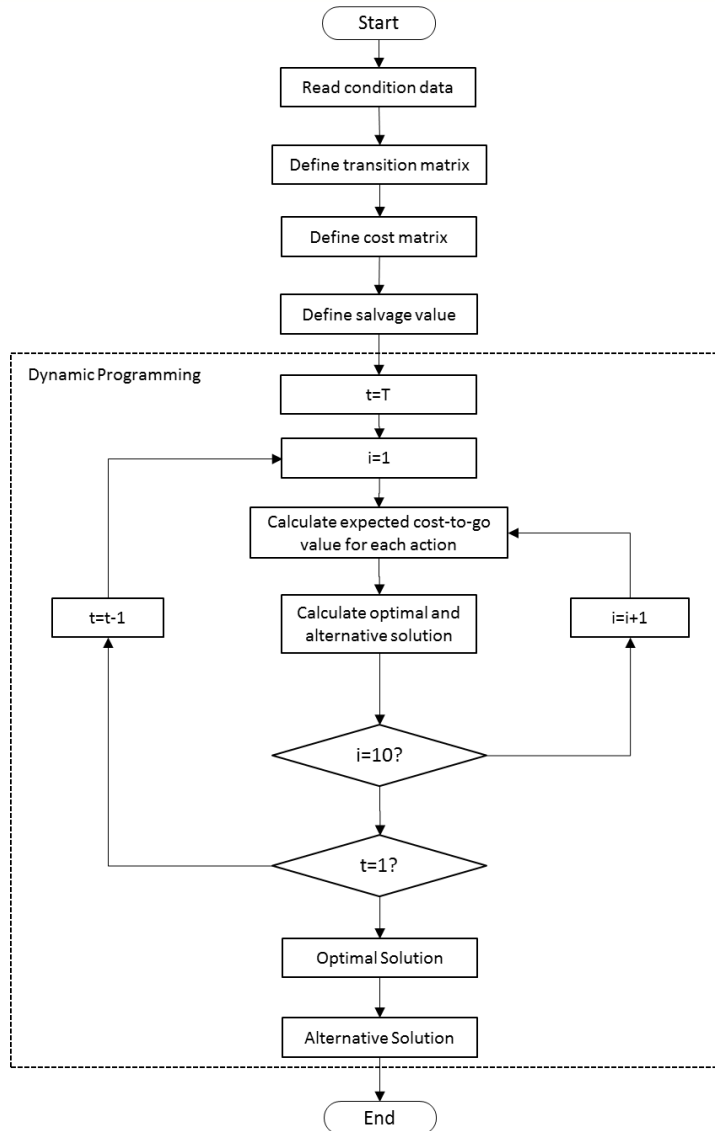 Start
Read condition data
Define transition matrix
Define cost matrix
Define salvage value
Dynamic Programming
t=T
i=1
Calculate expected cost-to-go
value for each action
t=t-1
Calculate optimal and
alternative solution
i=i+1
i=10?
t=1?
Optimal Solution
Alternative Solution
End